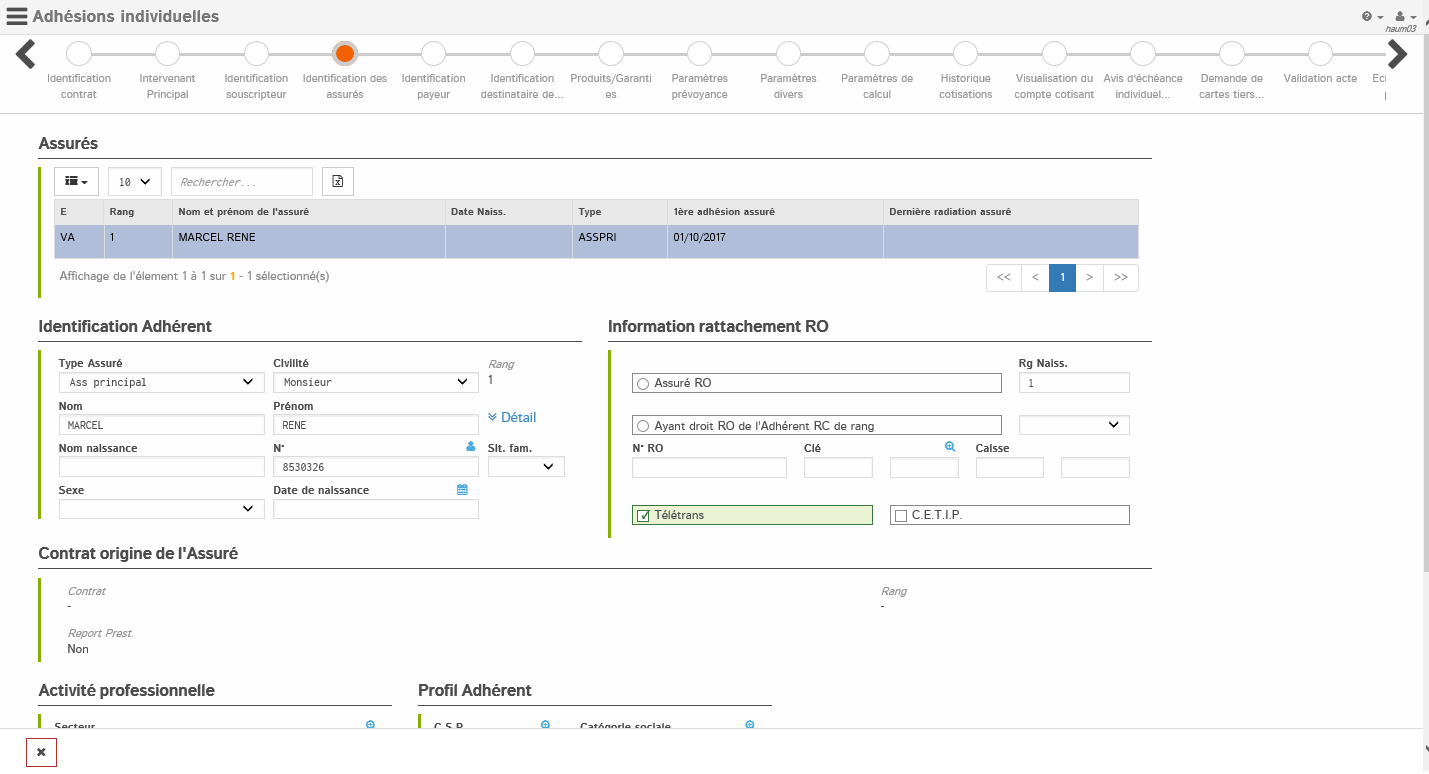 Adhésions individuelles
haum03
Identification contrat
Intervenant Principal
Identification souscripteur
Identification des assurés
Identification payeur
Identification destinataire de...
Produits/Garanti es
Paramètres prévoyance
Paramètres divers
Paramètres de calcul
Historique cotisations
Visualisation du compte cotisant
Avis d'échéance individuel...
Demande de cartes tiers...
Validation acte
Assurés
10 Rechercher...
E Rang Nom et prénom de l'assuré Date Naiss. Type 1ère adhésion assuré Dernière radiation assuré
VA 1 MARCEL RENE ASSPRI 01/10/2017
Affichage de l'élement 1 à 1 sur 1 - 1 sélectionné(s) << < 1 > >>
Identification Adhérent
Type Assuré Civilité Rang
Ass principal Monsieur 1
Nom Prénom
MARCEL RENE Détail
Nom naissance N° Sit. fam.
8530326
Sexe Date de naissance
Information rattachement RO
Rg Naiss.
Assuré RO 1
Ayant droit RO de l'Adhérent RC de rang
N° RO Clé Caisse
Télétrans C.E.T.I.P.
Contrat origine de l'Assuré
Contrat Rang
- -
Report Prest.
Non
Activité professionnelle Profil Adhérent
Secteur C.S.P. Catégorie sociale